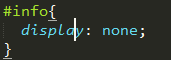 #info{
  display: none;
}